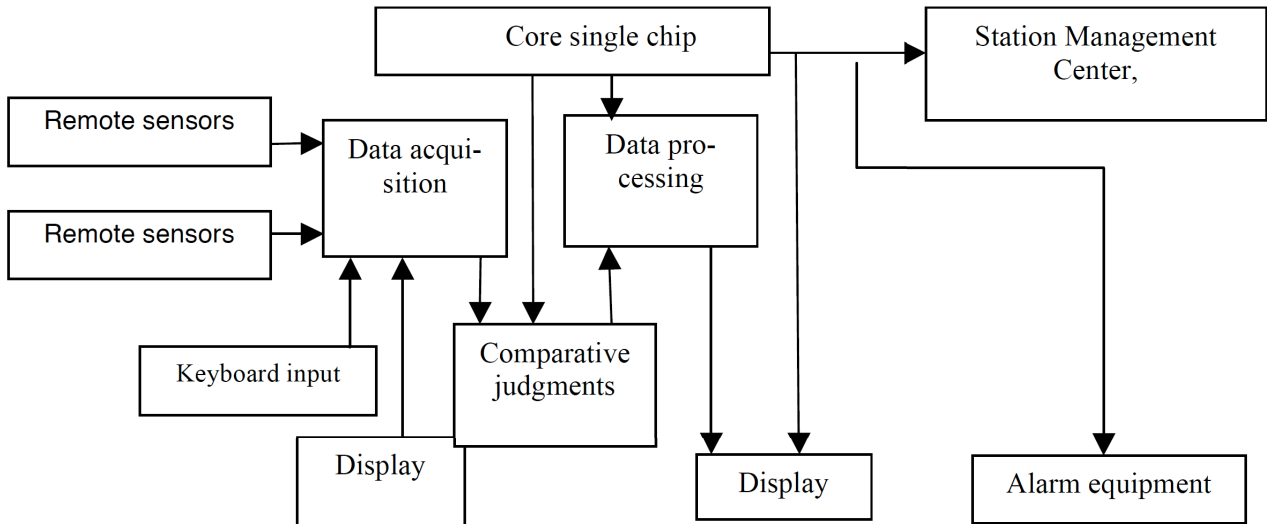 Core single chip
Station Management
Center,
Remote sensors
Data acqui-
sition
Data pro-
cessing
Remote sensors
Keyboard input
Comparative
judgments
Display
Display
Alarm equipment